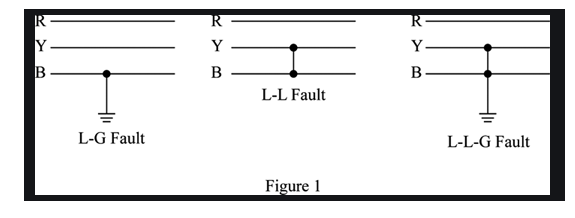 R R R
Y Y Y
B B B
L-L Fault
L-G Fault
L-L-G Fault
Figure 1